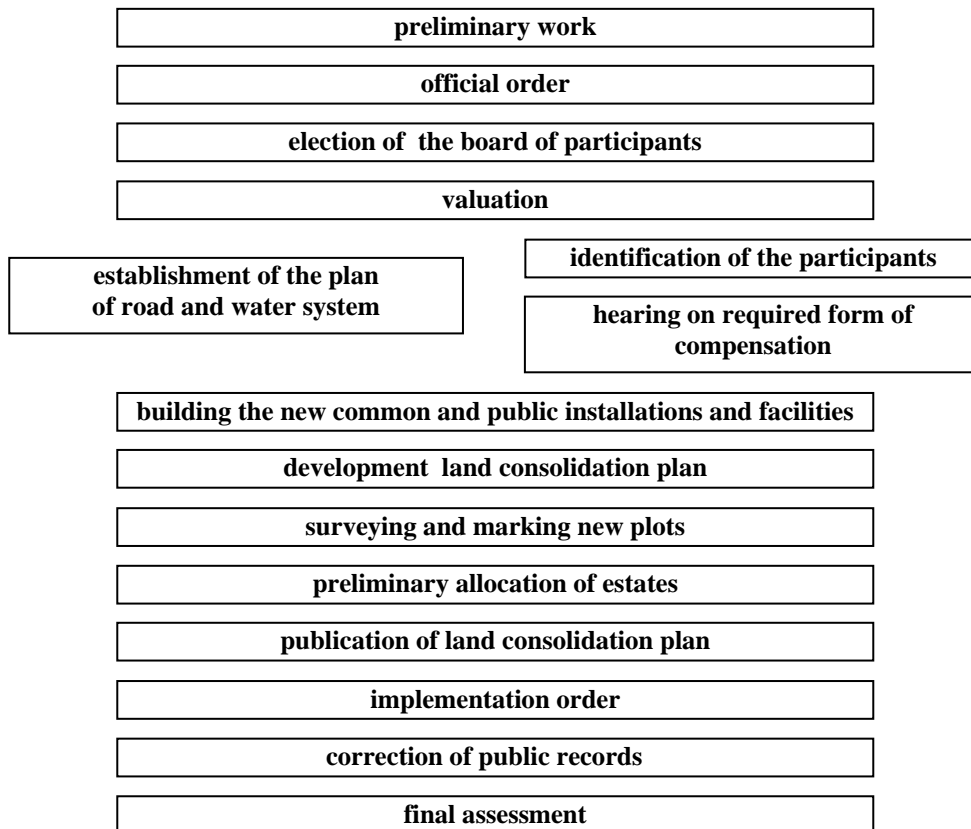 preliminary work
official order
election of the board of participants
valuation
establishment of the plan
of road and water system
identification of the participants
hearing on required form of
compensation
building the new common and public installations and facilities
development land consolidation plan
surveying and marking new plots
preliminary allocation of estates
publication of land consolidation plan
implementation order
correction of public records
final assessment